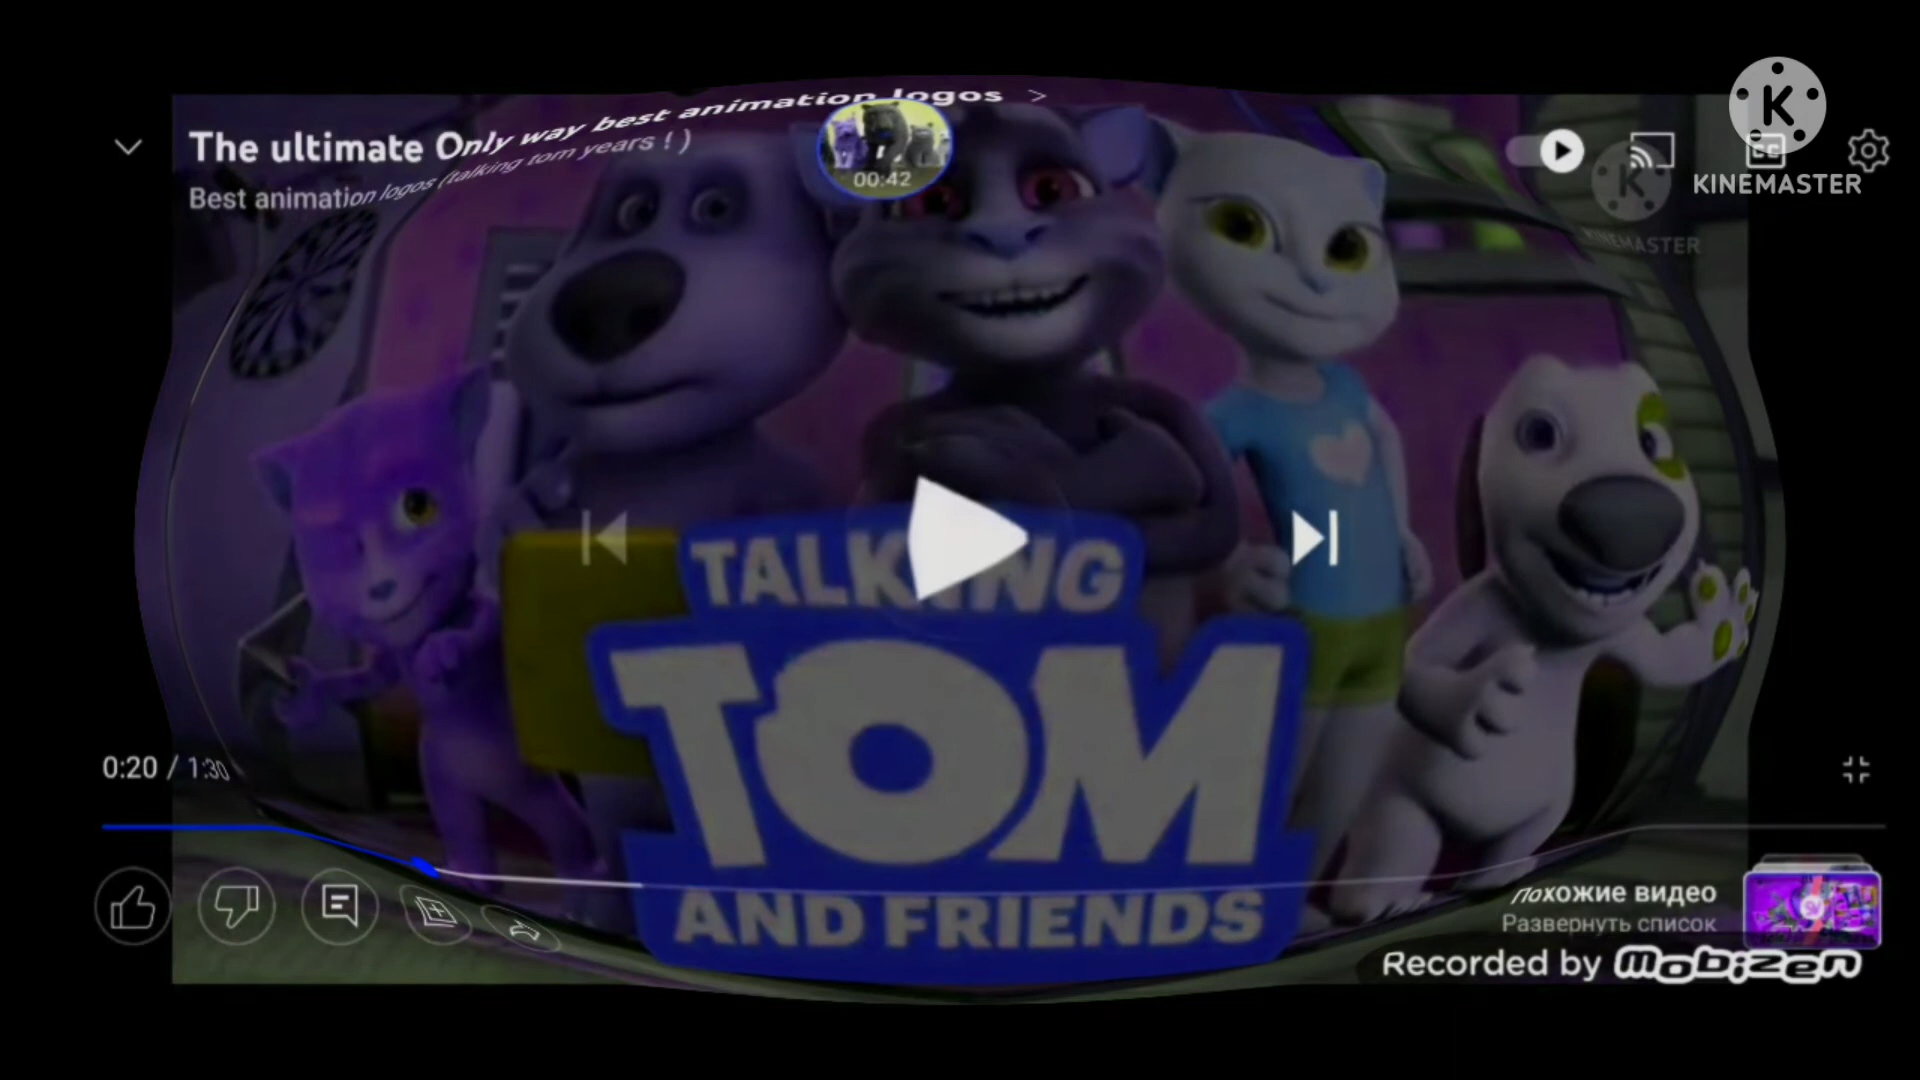 The ultimate Only way best animation logos
Best animation logos (talking tom years ! )
00:42
CC
K
KINEMASTER
K
KINEMASTER
TALKING
TOM
AND FRIENDS
0:20 / 1:30
Похожие видео
Развернуть список
Recorded by Mobizen